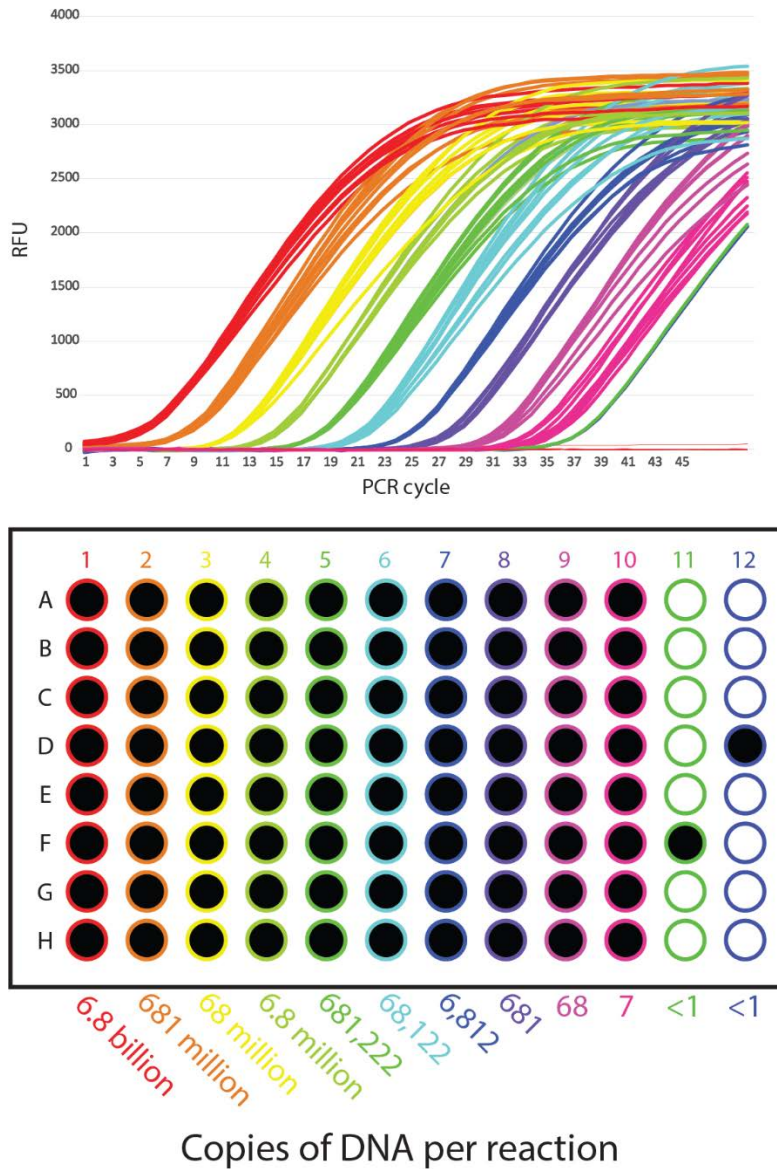 4000
3500
3000
2500
2000
1500
1000
500
0
RFU
1 3 5 7 9 11 13 15 17 19 21 23 25 27 29 31 33 35 37 39 41 43 45
PCR cycle
1 2 3 4 5 6 7 8 9 10 11 12
A
B
C
D
E
F
G
H
6.8 billion
681 million
68 million
6.8 million
681,222
68,122
6,812
681
68
7
<1
<1
Copies of DNA per reaction